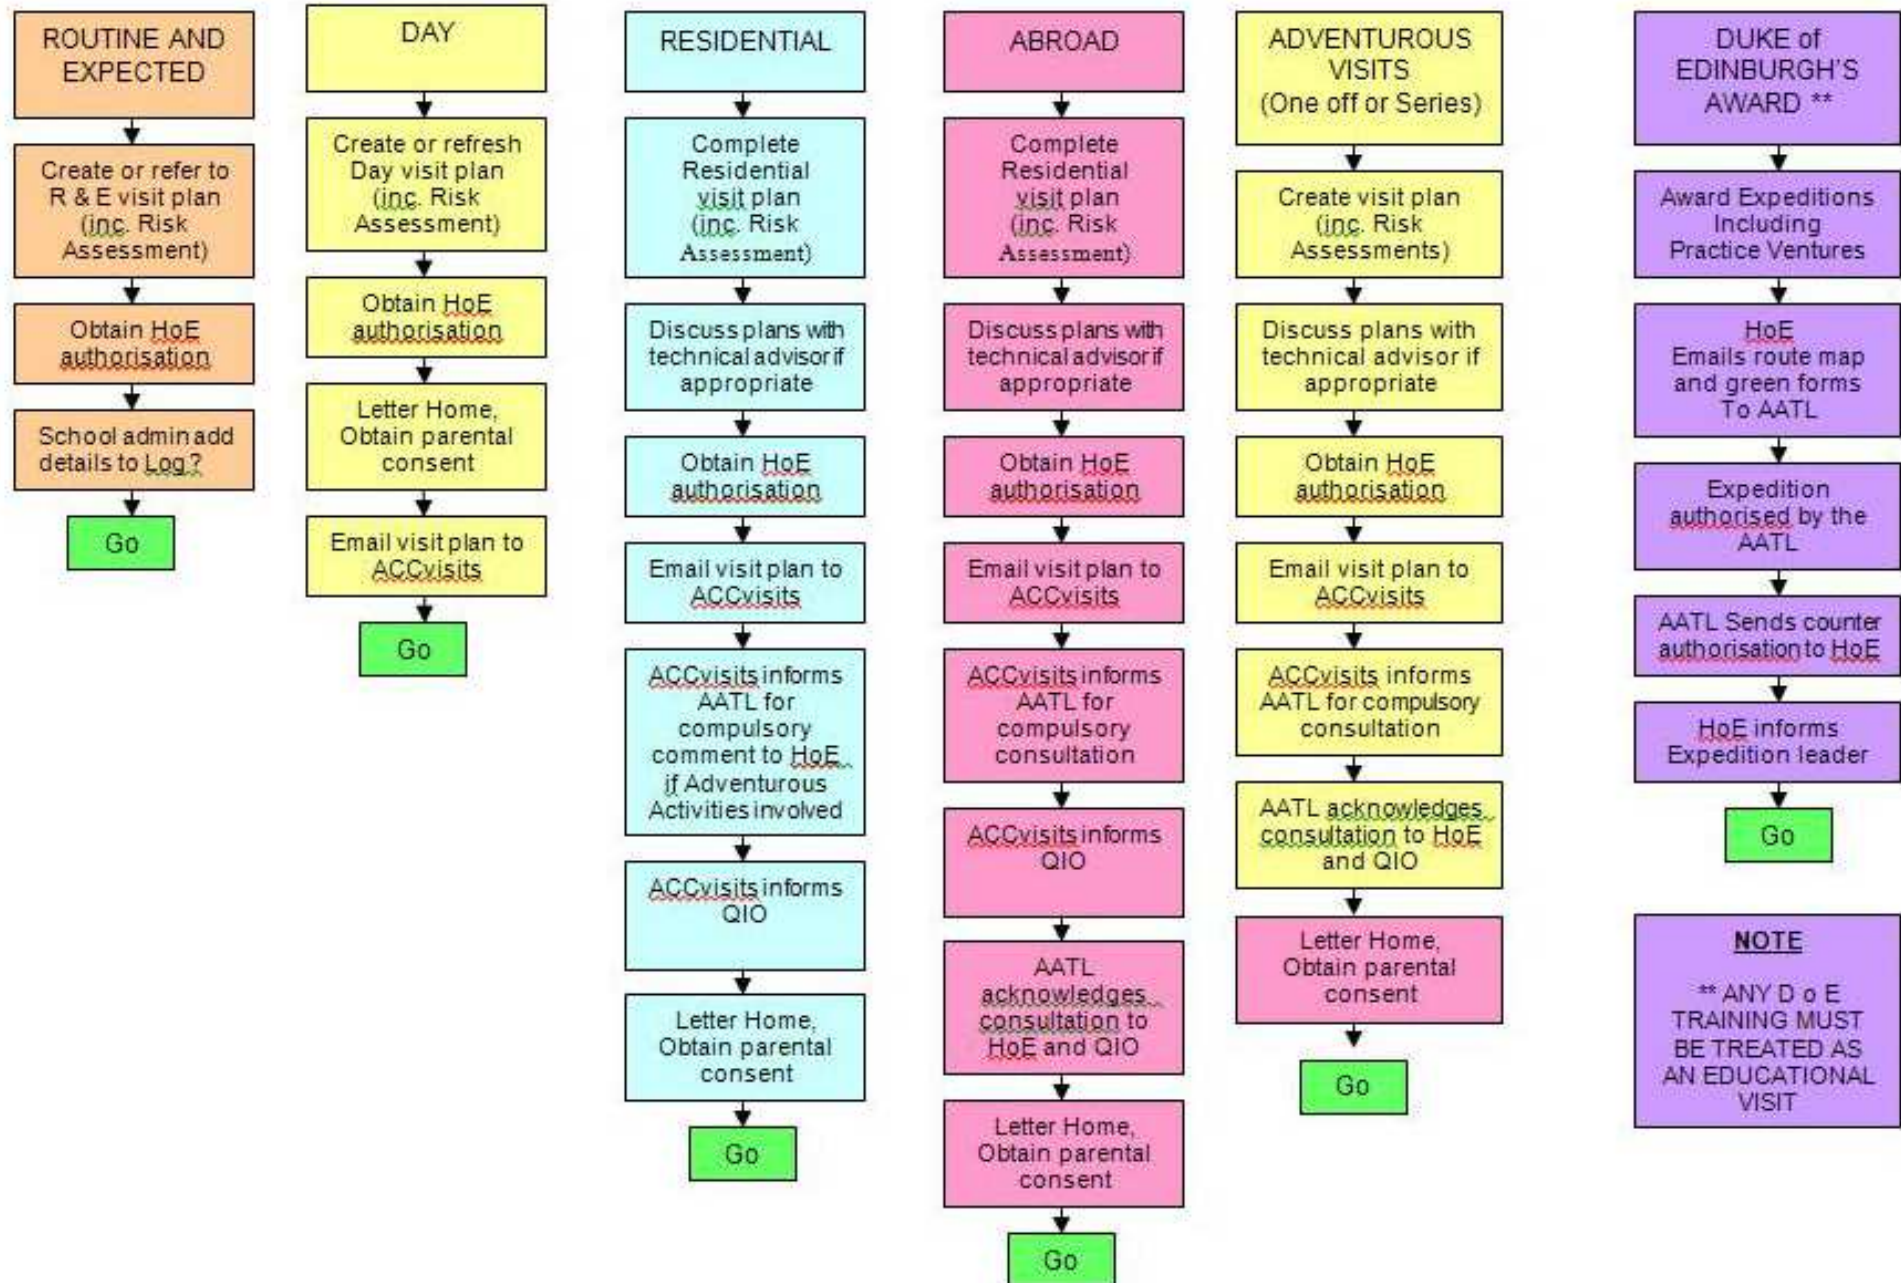 ROUTINE AND
EXPECTED
Create or refer to
R & E visit plan
(inc. Risk
Assessment)
Obtain HoE
authorisation
School admin add
details to Log?
Go
DAY
Create or refresh
Day visit plan
(inc. Risk
Assessment)
Obtain HoE
authorisation
Letter Home,
Obtain parental
consent
Email visit plan to
ACCvisits
Go
RESIDENTIAL
Complete
Residential
visit plan
(inc. Risk
Assessment)
Discuss plans with
technical advisor if
appropriate
Obtain HoE
authorisation
Email visit plan to
ACCvisits
ACCvisits informs
AATL for
compulsory
comment to HoE
if Adventurous
Activities involved
ACCvisits informs
QIO
Letter Home,
Obtain parental
consent
Go
ABROAD
Complete
Residential
visit plan
(inc. Risk
Assessment)
Discuss plans with
technical advisor if
appropriate
Obtain HoE
authorisation
Email visit plan to
ACCvisits
ACCvisits informs
AATL for
compulsory
consultation
ACCvisits informs
QIO
AATL
acknowledges
consultation to
HoE and QIO
Letter Home,
Obtain parental
consent
Go
ADVENTUROUS
VISITS
(One off or Series)
Create visit plan
(inc. Risk
Assessments)
Discuss plans with
technical advisor if
appropriate
Obtain HoE
authorisation
Email visit plan to
ACCvisits
ACCvisits informs
AATL for compulsory
consultation
AATL acknowledges
consultation to HoE
and QIO
Letter Home,
Obtain parental
consent
Go
DUKE of
EDINBURGH'S
AWARD **
Award Expeditions
Including
Practice Ventures
HoE
Emails route map
and green forms
To AATL
Expedition
authorised by the
AATL
AATL Sends counter
authorisation to HoE
HoE informs
Expedition leader
Go
NOTE
** ANY D o E
TRAINING MUST
BE TREATED AS
AN EDUCATIONAL
VISIT